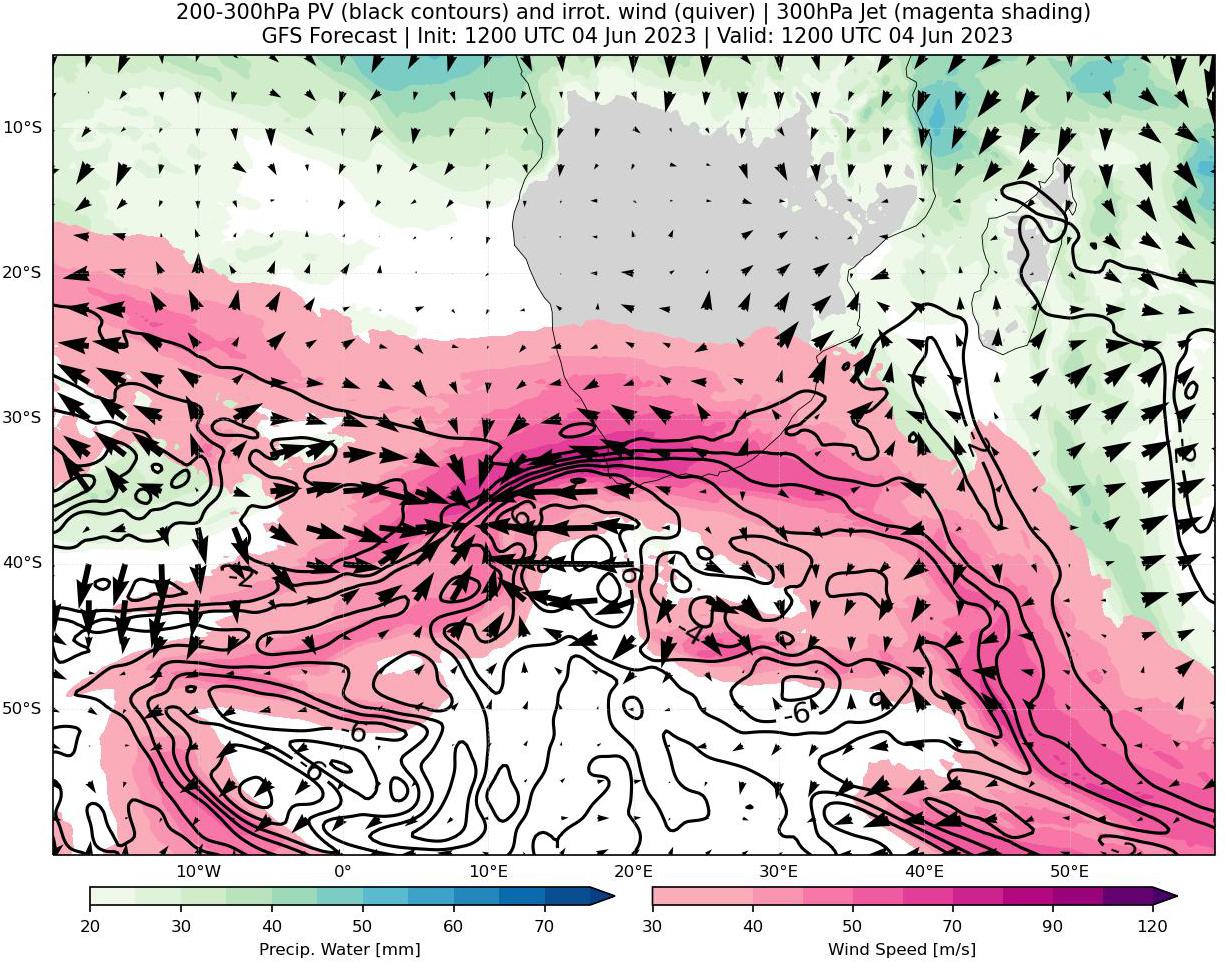 200-300hPa PV (black contours) and irrot. wind (quiver) | 300hPa Jet (magenta shading)
GFS Forecast | Init: 1200 UTC 04 Jun 2023 | Valid: 1200 UTC 04 Jun 2023
10°S
20°S
30°S
-2
-6
40°S
-2
-4
50°S
-6
-6
-6
10°W 0° 10°E 20°E 30°E 40°E 50°E
20 30 40 50 60 70
30 40 50 70 90 120
Precip. Water [mm]
Wind Speed [m/s]